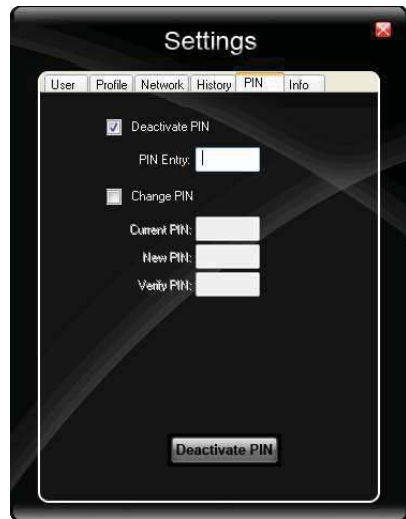 Settings
User Profile Network History PIN Info
Deactivate PIN
PIN Entry:
Change PIN
Current PIN:
New PIN:
Verify PIN:
Deactivate PIN